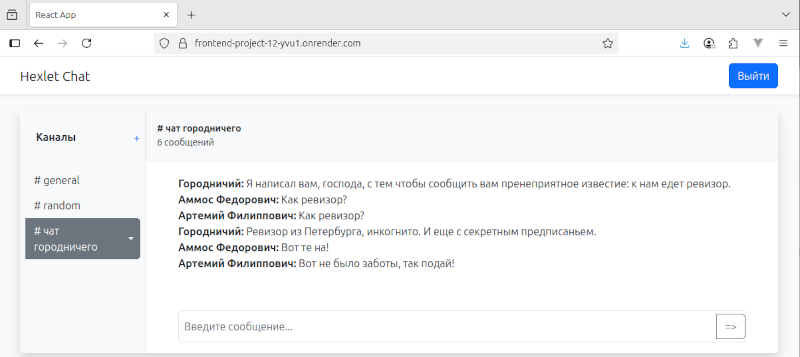 React App
frontend-project-12-yvu1.onrender.com
Hexlet Chat
Выйти
Каналы
+
# general
# random
# чат
городничего
# чат городничего
6 сообщений
Городничий: Я написал вам, господа, с тем чтобы сообщить вам пренеприятное известие: к нам едет ревизор.
Аммос Федорович: Как ревизор?
Артемий Филиппович: Как ревизор?
Городничий: Ревизор из Петербурга, инкогнито. И еще с секретным предписаньем.
Аммос Федорович: Вот те на!
Артемий Филиппович: Вот не было заботы, так подай!
Введите сообщение...
=>